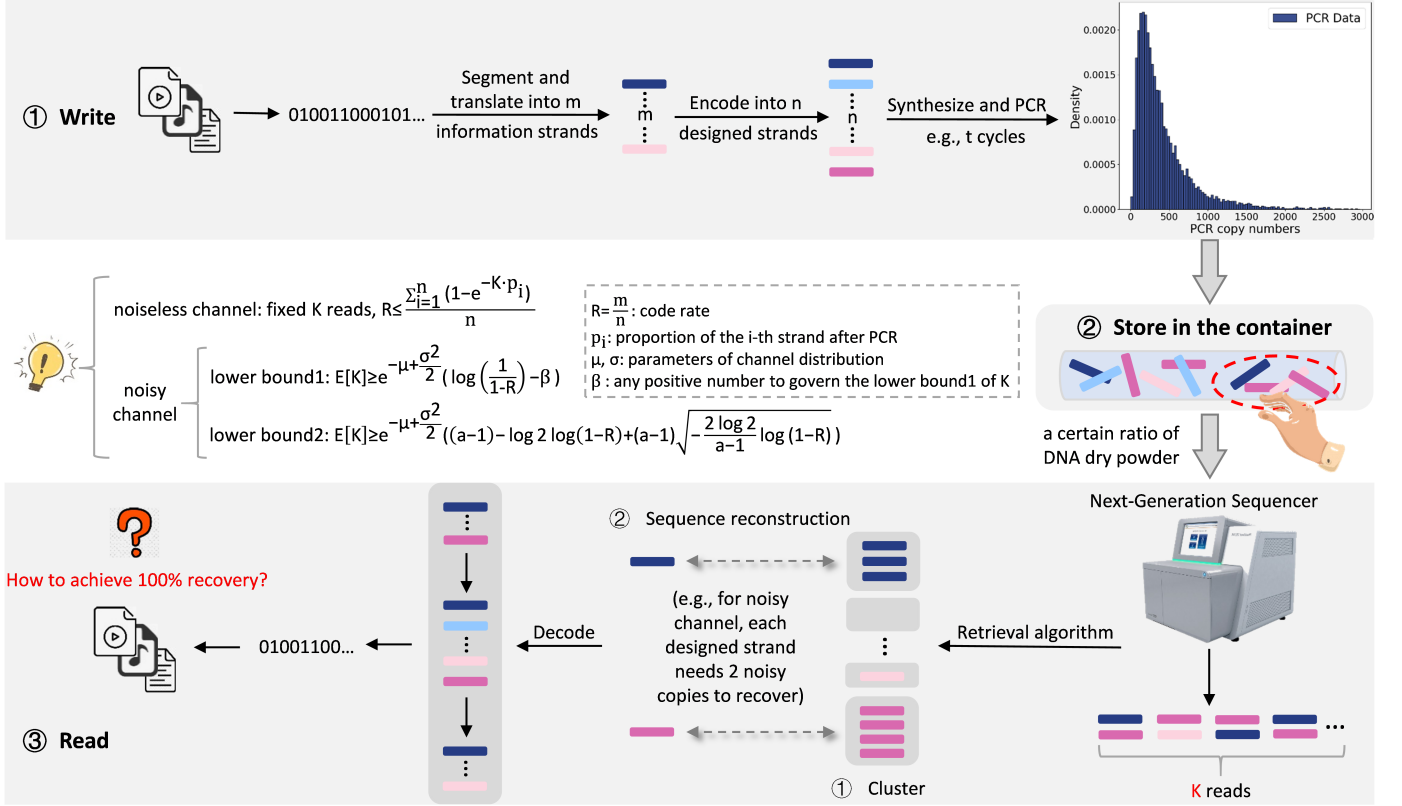 ① Write
010011000101...
Segment and
translate into m
information strands
m
Encode into n
designed strands
n
Synthesize and PCR
e.g., t cycles
PCR Data
Density
0.0020
0.0015
0.0010
0.0005
0.0000
0 500 1000 1500 2000 2500 3000
PCR copy numbers
noiseless channel: fixed K reads, R≤ Σ_{i=1}^{n} (1−e^{−K·p_i}) / n
noisy
channel
lower bound1: E[K]≥e^{−μ+σ²/2}(log(1/(1-R))−β)
lower bound2: E[K]≥e^{−μ+σ²/2}((a−1)−log 2 log(1−R)+(a−1)√(−(2 log 2)/(a−1) log (1−R)))
R=m/n: code rate
p_i: proportion of the i-th strand after PCR
μ, σ: parameters of channel distribution
β : any positive number to govern the lower bound1 of K
② Store in the container
a certain ratio of
DNA dry powder
Next-Generation Sequencer
K reads
Retrieval algorithm
① Cluster
② Sequence reconstruction
(e.g., for noisy
channel, each
designed strand
needs 2 noisy
copies to recover)
Decode
01001100...
?
How to achieve 100% recovery?
③ Read